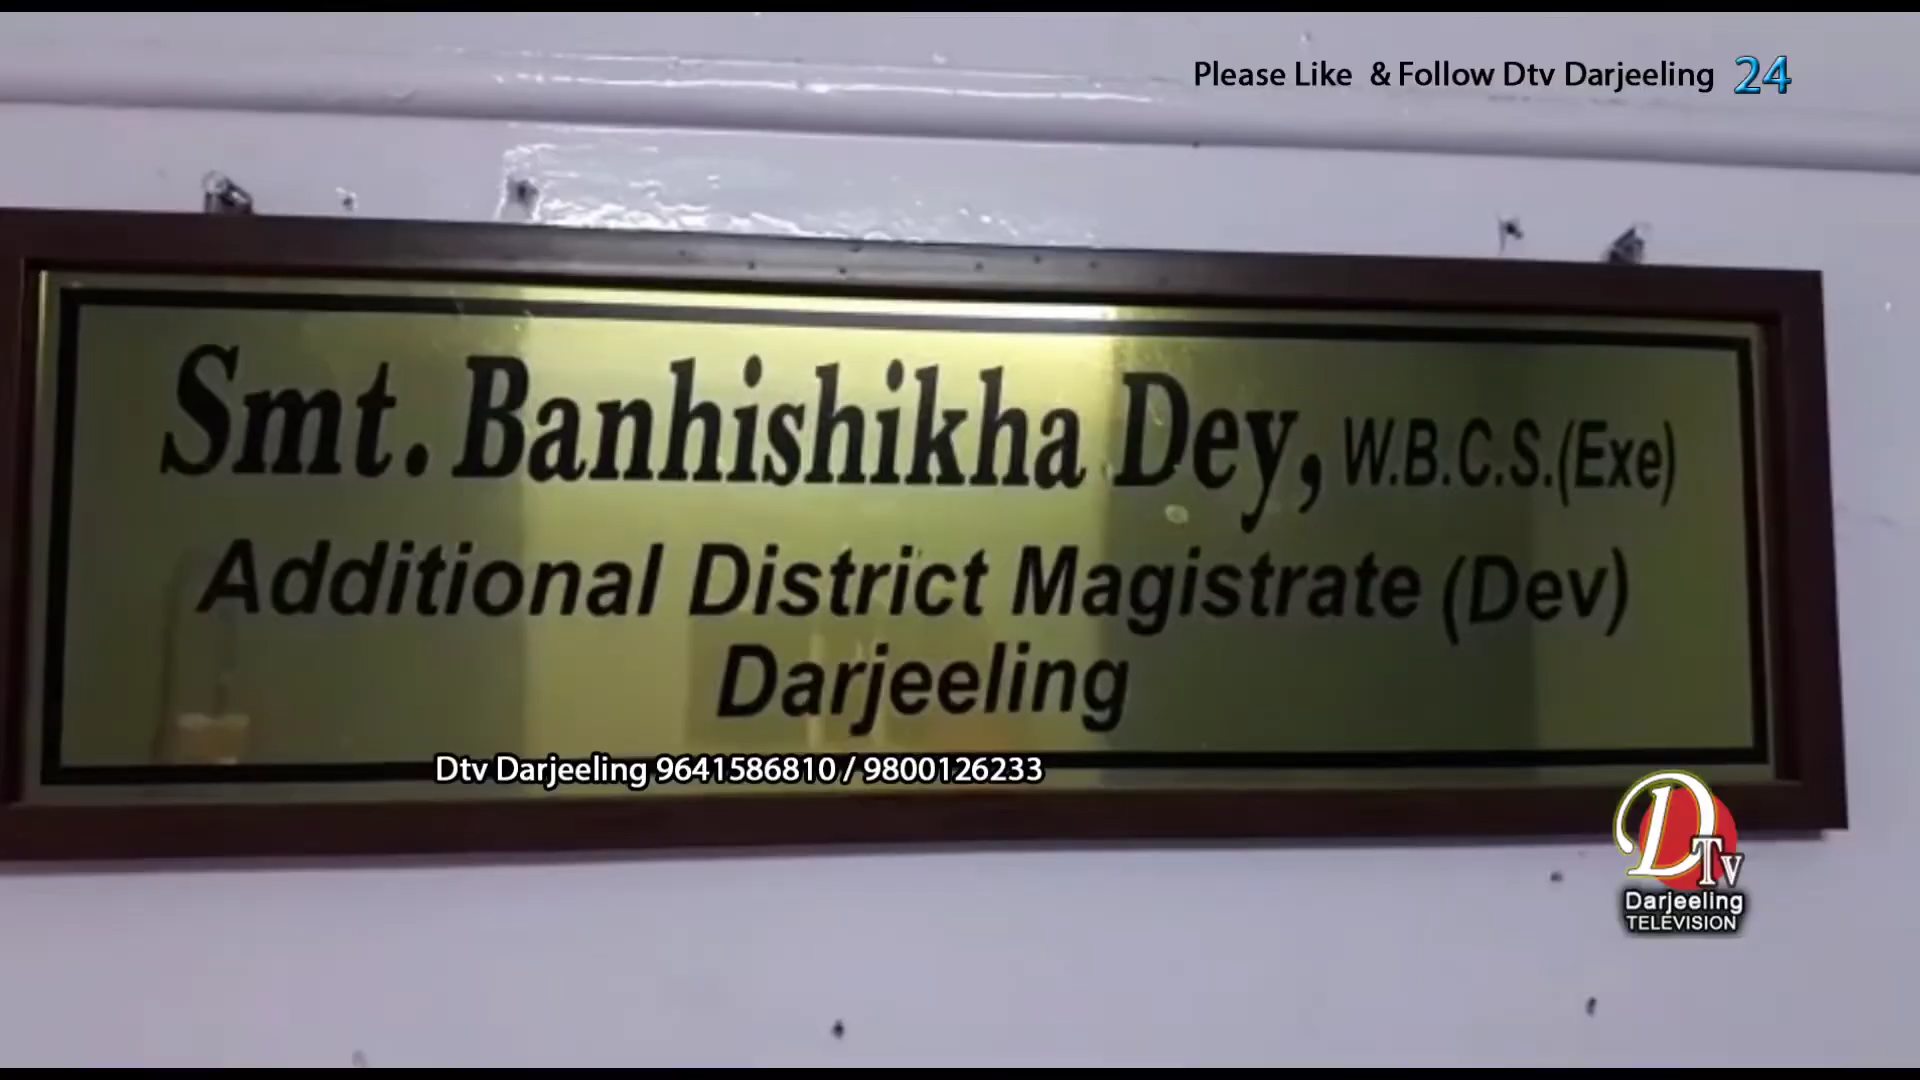 Please Like & Follow Dtv Darjeeling 24
Smt. Banhishikha Dey, W.B.C.S.(Exe)
Additional District Magistrate (Dev)
Darjeeling
Dtv Darjeeling 9641586810 / 9800126233
DTv
Darjeeling
TELEVISION